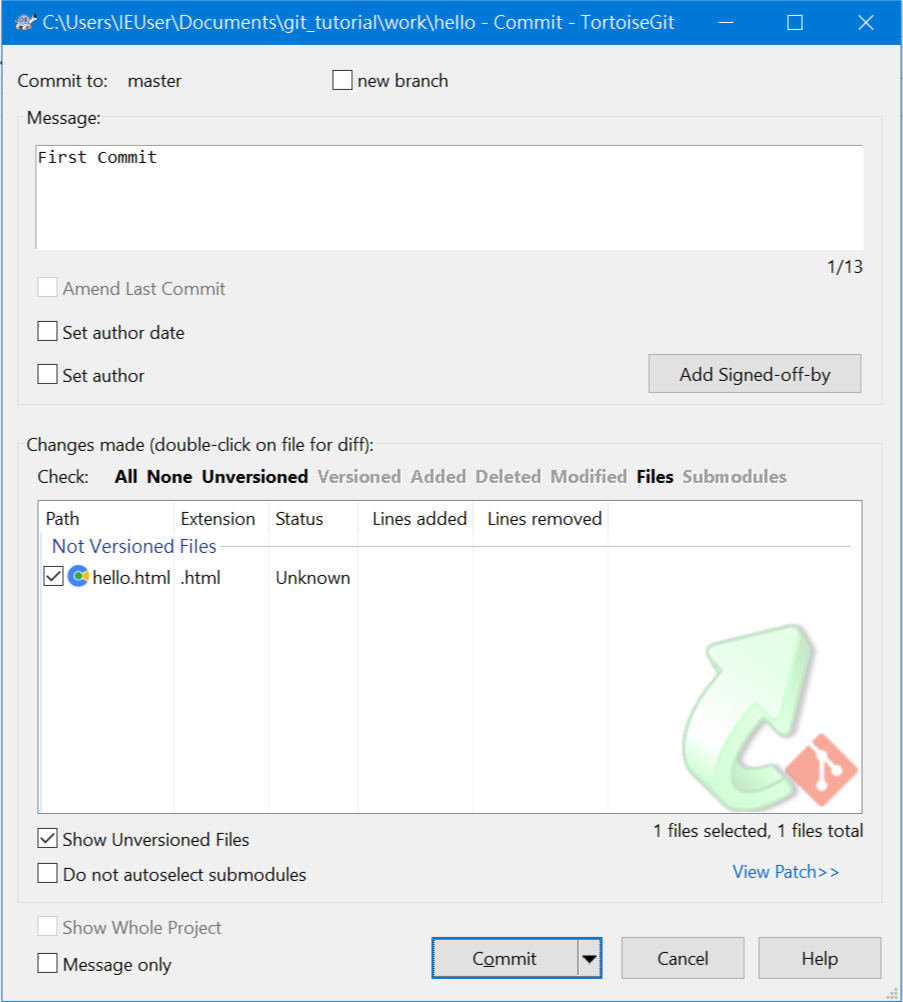 C:\Users\IEUser\Documents\git_tutorial\work\hello - Commit - TortoiseGit
Commit to: master new branch
Message:
First Commit
1/13
Amend Last Commit
Set author date
Set author
Add Signed-off-by
Changes made (double-click on file for diff):
Check: All None Unversioned Versioned Added Deleted Modified Files Submodules
Path Extension Status Lines added Lines removed
Not Versioned Files
hello.html .html Unknown
Show Unversioned Files
1 files selected, 1 files total
Do not autoselect submodules
View Patch>>
Show Whole Project
Message only
Commit Cancel Help